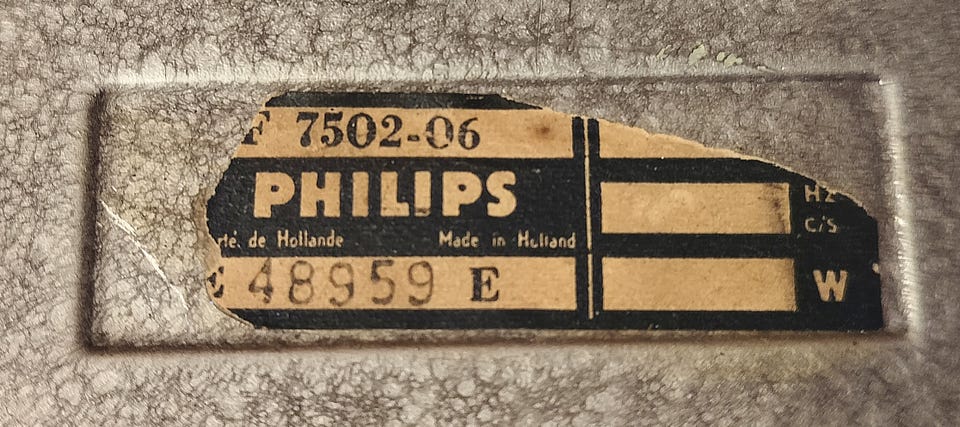 F 7502-06
PHILIPS
rté de Hollande Made in Holland
E 48959 E
HZ
C/S
W